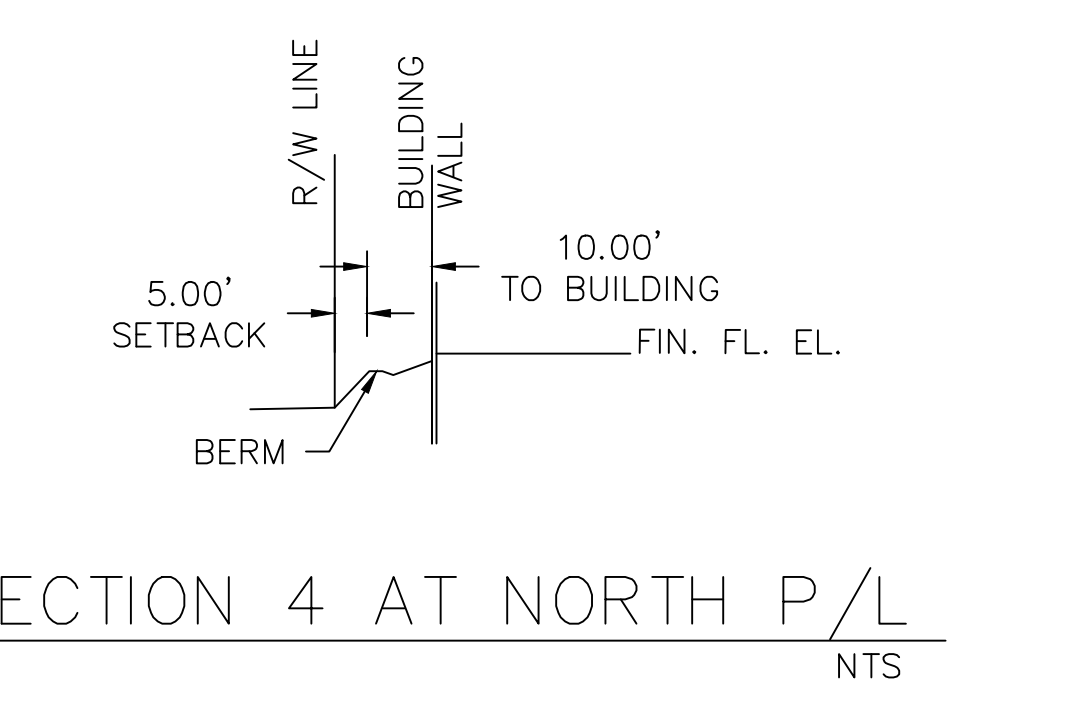 R/W LINE
BUILDING
WALL
10.00'
TO BUILDING
5.00'
SETBACK
FIN. FL. EL.
BERM
ECTION 4 AT NORTH P/L
NTS